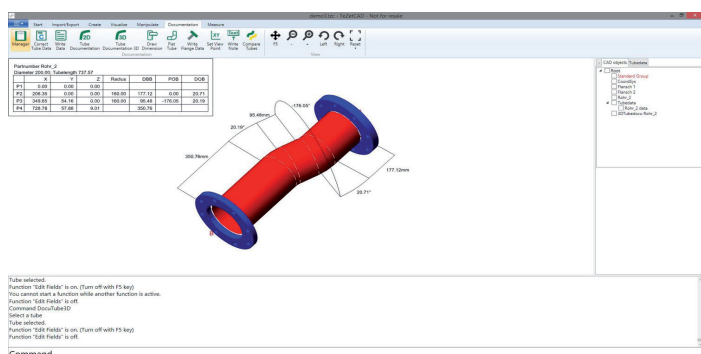 demo3.tec - TeZetCAD - Not for resale
Start Import/Export Create Visualize Manipulate Documentation Measure
Manager Correct Tube Data Write Data Tube Documentation Tube Documentation 3D Draw Dimension Flat Tube Write Flange Data Set View Point Write Note Compare Tubes F5 - + Left Right Reset
Documentation View
Partnumber Rohr_2
Diameter 200.00, Tubelength 737.57
X Y Z Radius DBB POB DOB
P1 0.00 0.00 0.00
P2 206.35 0.00 0.00 160.00 177.12 0.00 20.71
P3 349.65 54.16 0.00 160.00 95.48 -176.05 20.19
P4 728.78 57.86 9.01 350.76
-176.05°
95.48mm
20.19°
350.76mm
177.12mm
20.71°
CAD objects Tubedata
Root
Standard Group
CoordSys
Flansch 1
Flansch 2
Rohr_2
Tubedata
Rohr_2 data
3DTubedocu Rohr_2
Tube selected.
Function "Edit Fields" is on. (Turn off with F5 key)
You cannot start a function while another function is active.
Function "Edit Fields" is off.
Command DocuTube3D
Select a tube
Tube selected.
Function "Edit Fields" is on. (Turn off with F5 key)
Function "Edit Fields" is off.
Command